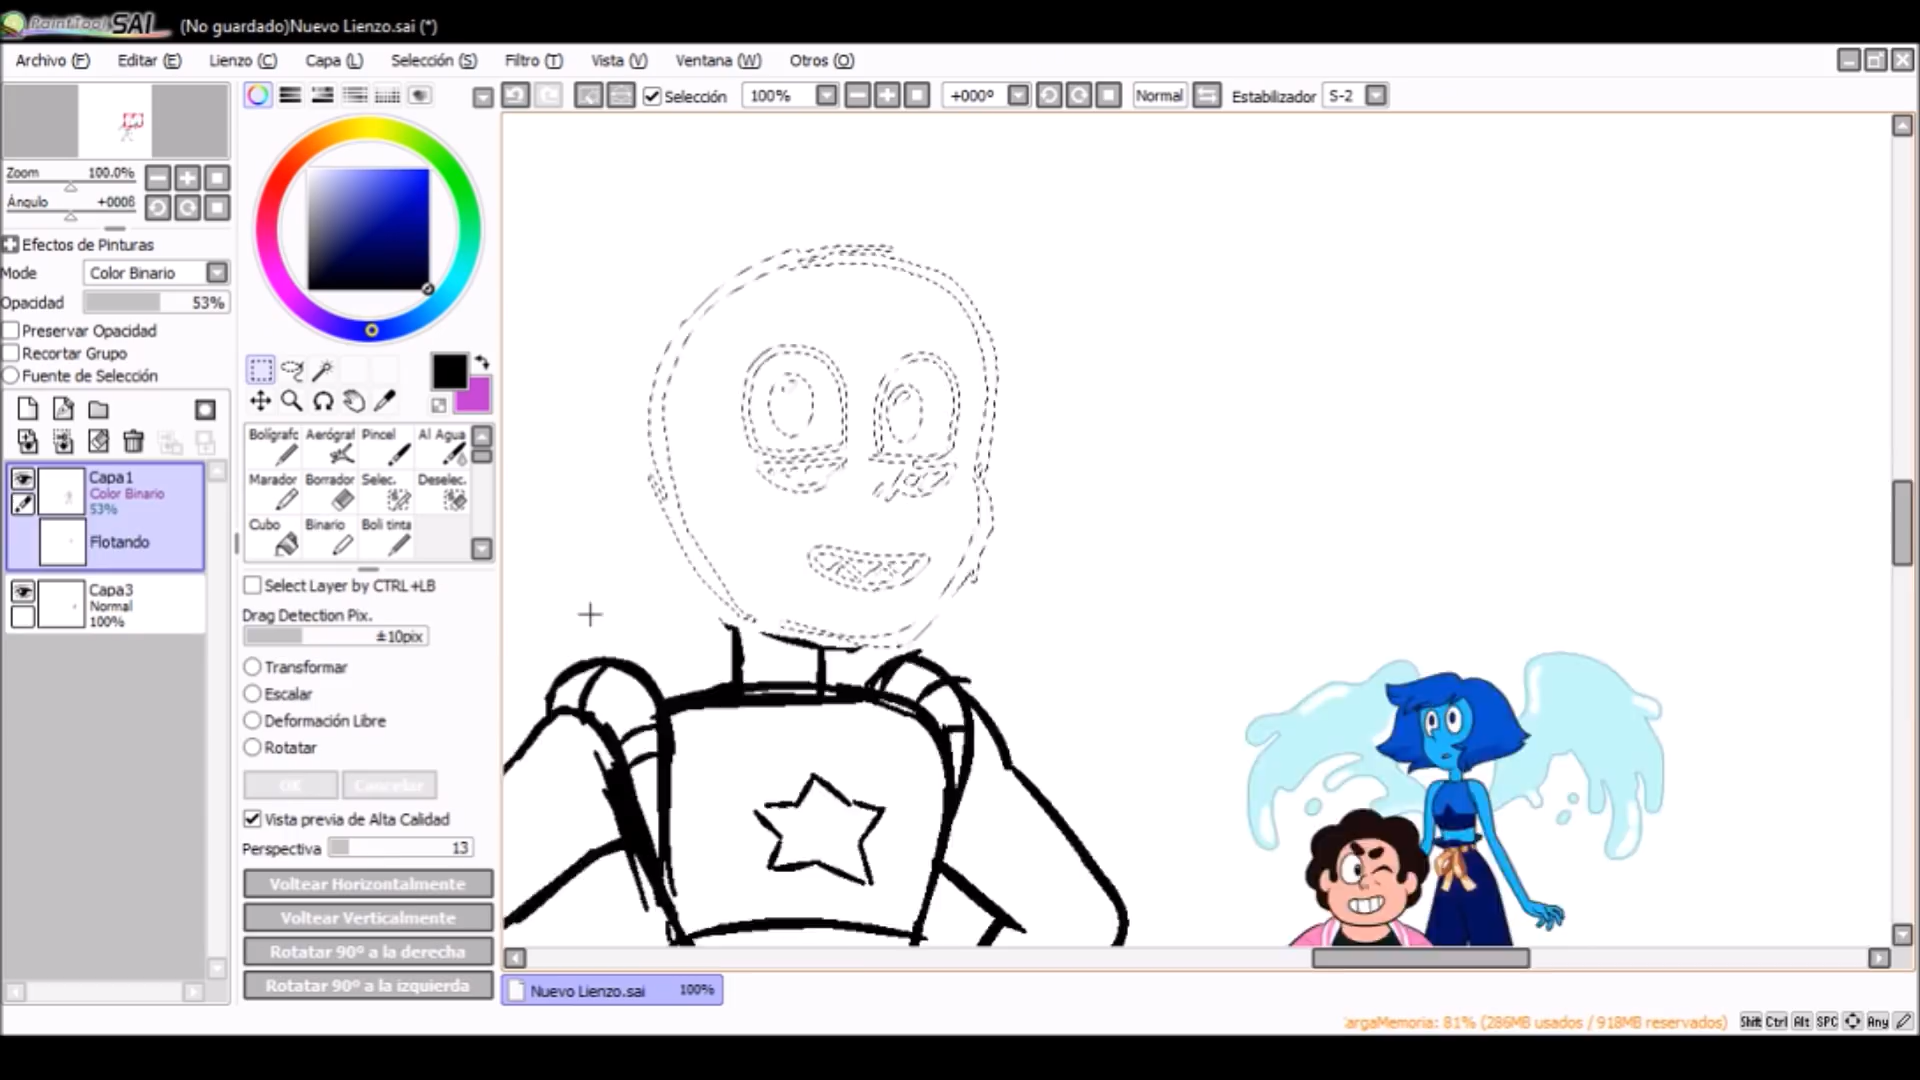 PaintTool SAI (No guardado)Nuevo Lienzo.sai (*)
Archivo (F) Editar (E) Lienzo (C) Capa (L) Selección (S) Filtro (T) Vista (V) Ventana (W) Otros (O)
Selección 100% +000º Normal Estabilizador S-2
Zoom 100.0%
Ángulo
Efectos de Pinturas
Mode Color Binario
Opacidad 53%
Preservar Opacidad
Recortar Grupo
Fuente de Selección
Capa1
Color Binario
53%
Flotando
Capa3
Normal
100%
Bolígrafc Aerógraf Pincel Al Agua
Marador Borrador Selec. Deselec.
Cubo Binario Boli tinta
Select Layer by CTRL+LB
Drag Detection Pix.
±10pix
Transformar
Escalar
Deformación Libre
Rotatar
OK Cancelar
Vista previa de Alta Calidad
Perspectiva 13
Voltear Horizontalmente
Voltear Verticalmente
Rotatar 90º a la derecha
Rotatar 90º a la izquierda
Nuevo Lienzo.sai 100%
argaMemoria: 81% (286MB usados / 918MB reservados) Shift Ctrl Alt SPC Any